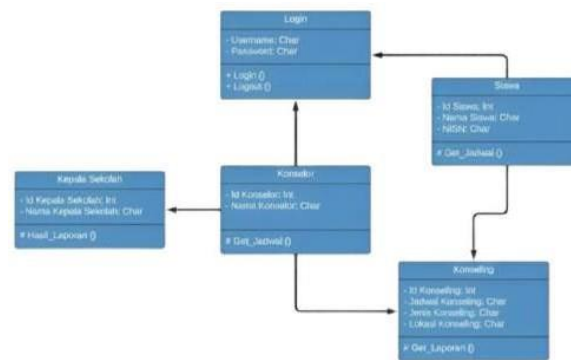 Login
- Username: Char
- Password: Char
+ Login ()
+ Logout ()
Siswa
- Id Siswa: Int
- Nama Siswa: Char
- NISN: Char
# Get_Jadwal ()
Kepala Sekolah
- Id Kepala Sekolah: Int
- Nama Kepala Sekolah: Char
# Hasil_Laporan ()
Konselor
- Id Konselor: Int
- Nama Konselor: Char
# Get_Jadwal ()
Konseling
- Id Konseling: Int
- Jadwal Konseling: Char
- Jenis Konseling: Char
- Lokasi Konseling: Char
# Get_Laporan ()